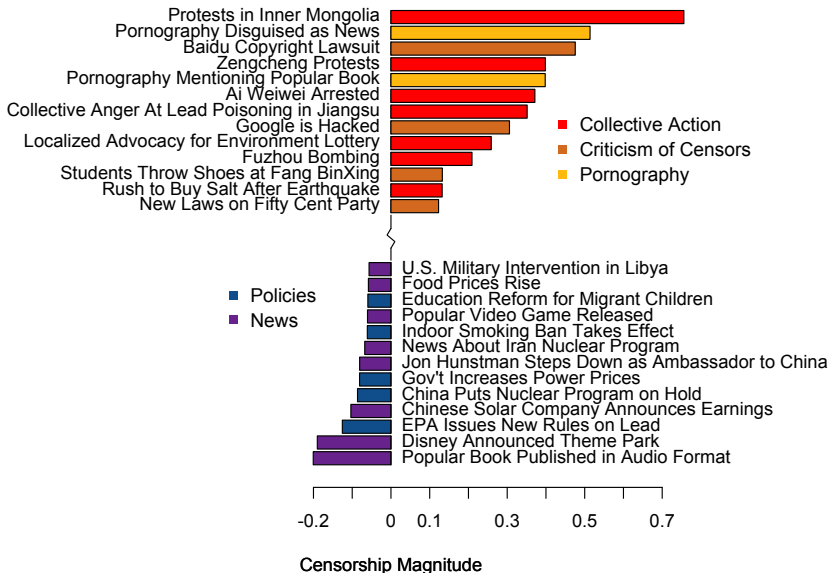 Protests in Inner Mongolia
Pornography Disguised as News
Baidu Copyright Lawsuit
Zengcheng Protests
Pornography Mentioning Popular Book
Ai Weiwei Arrested
Collective Anger At Lead Poisoning in Jiangsu
Google is Hacked
Localized Advocacy for Environment Lottery
Fuzhou Bombing
Students Throw Shoes at Fang BinXing
Rush to Buy Salt After Earthquake
New Laws on Fifty Cent Party
Collective Action
Criticism of Censors
Pornography
Policies
News
U.S. Military Intervention in Libya
Food Prices Rise
Education Reform for Migrant Children
Popular Video Game Released
Indoor Smoking Ban Takes Effect
News About Iran Nuclear Program
Jon Hunstman Steps Down as Ambassador to China
Gov't Increases Power Prices
China Puts Nuclear Program on Hold
Chinese Solar Company Announces Earnings
EPA Issues New Rules on Lead
Disney Announced Theme Park
Popular Book Published in Audio Format
-0.2 0 0.1 0.3 0.5 0.7
Censorship Magnitude